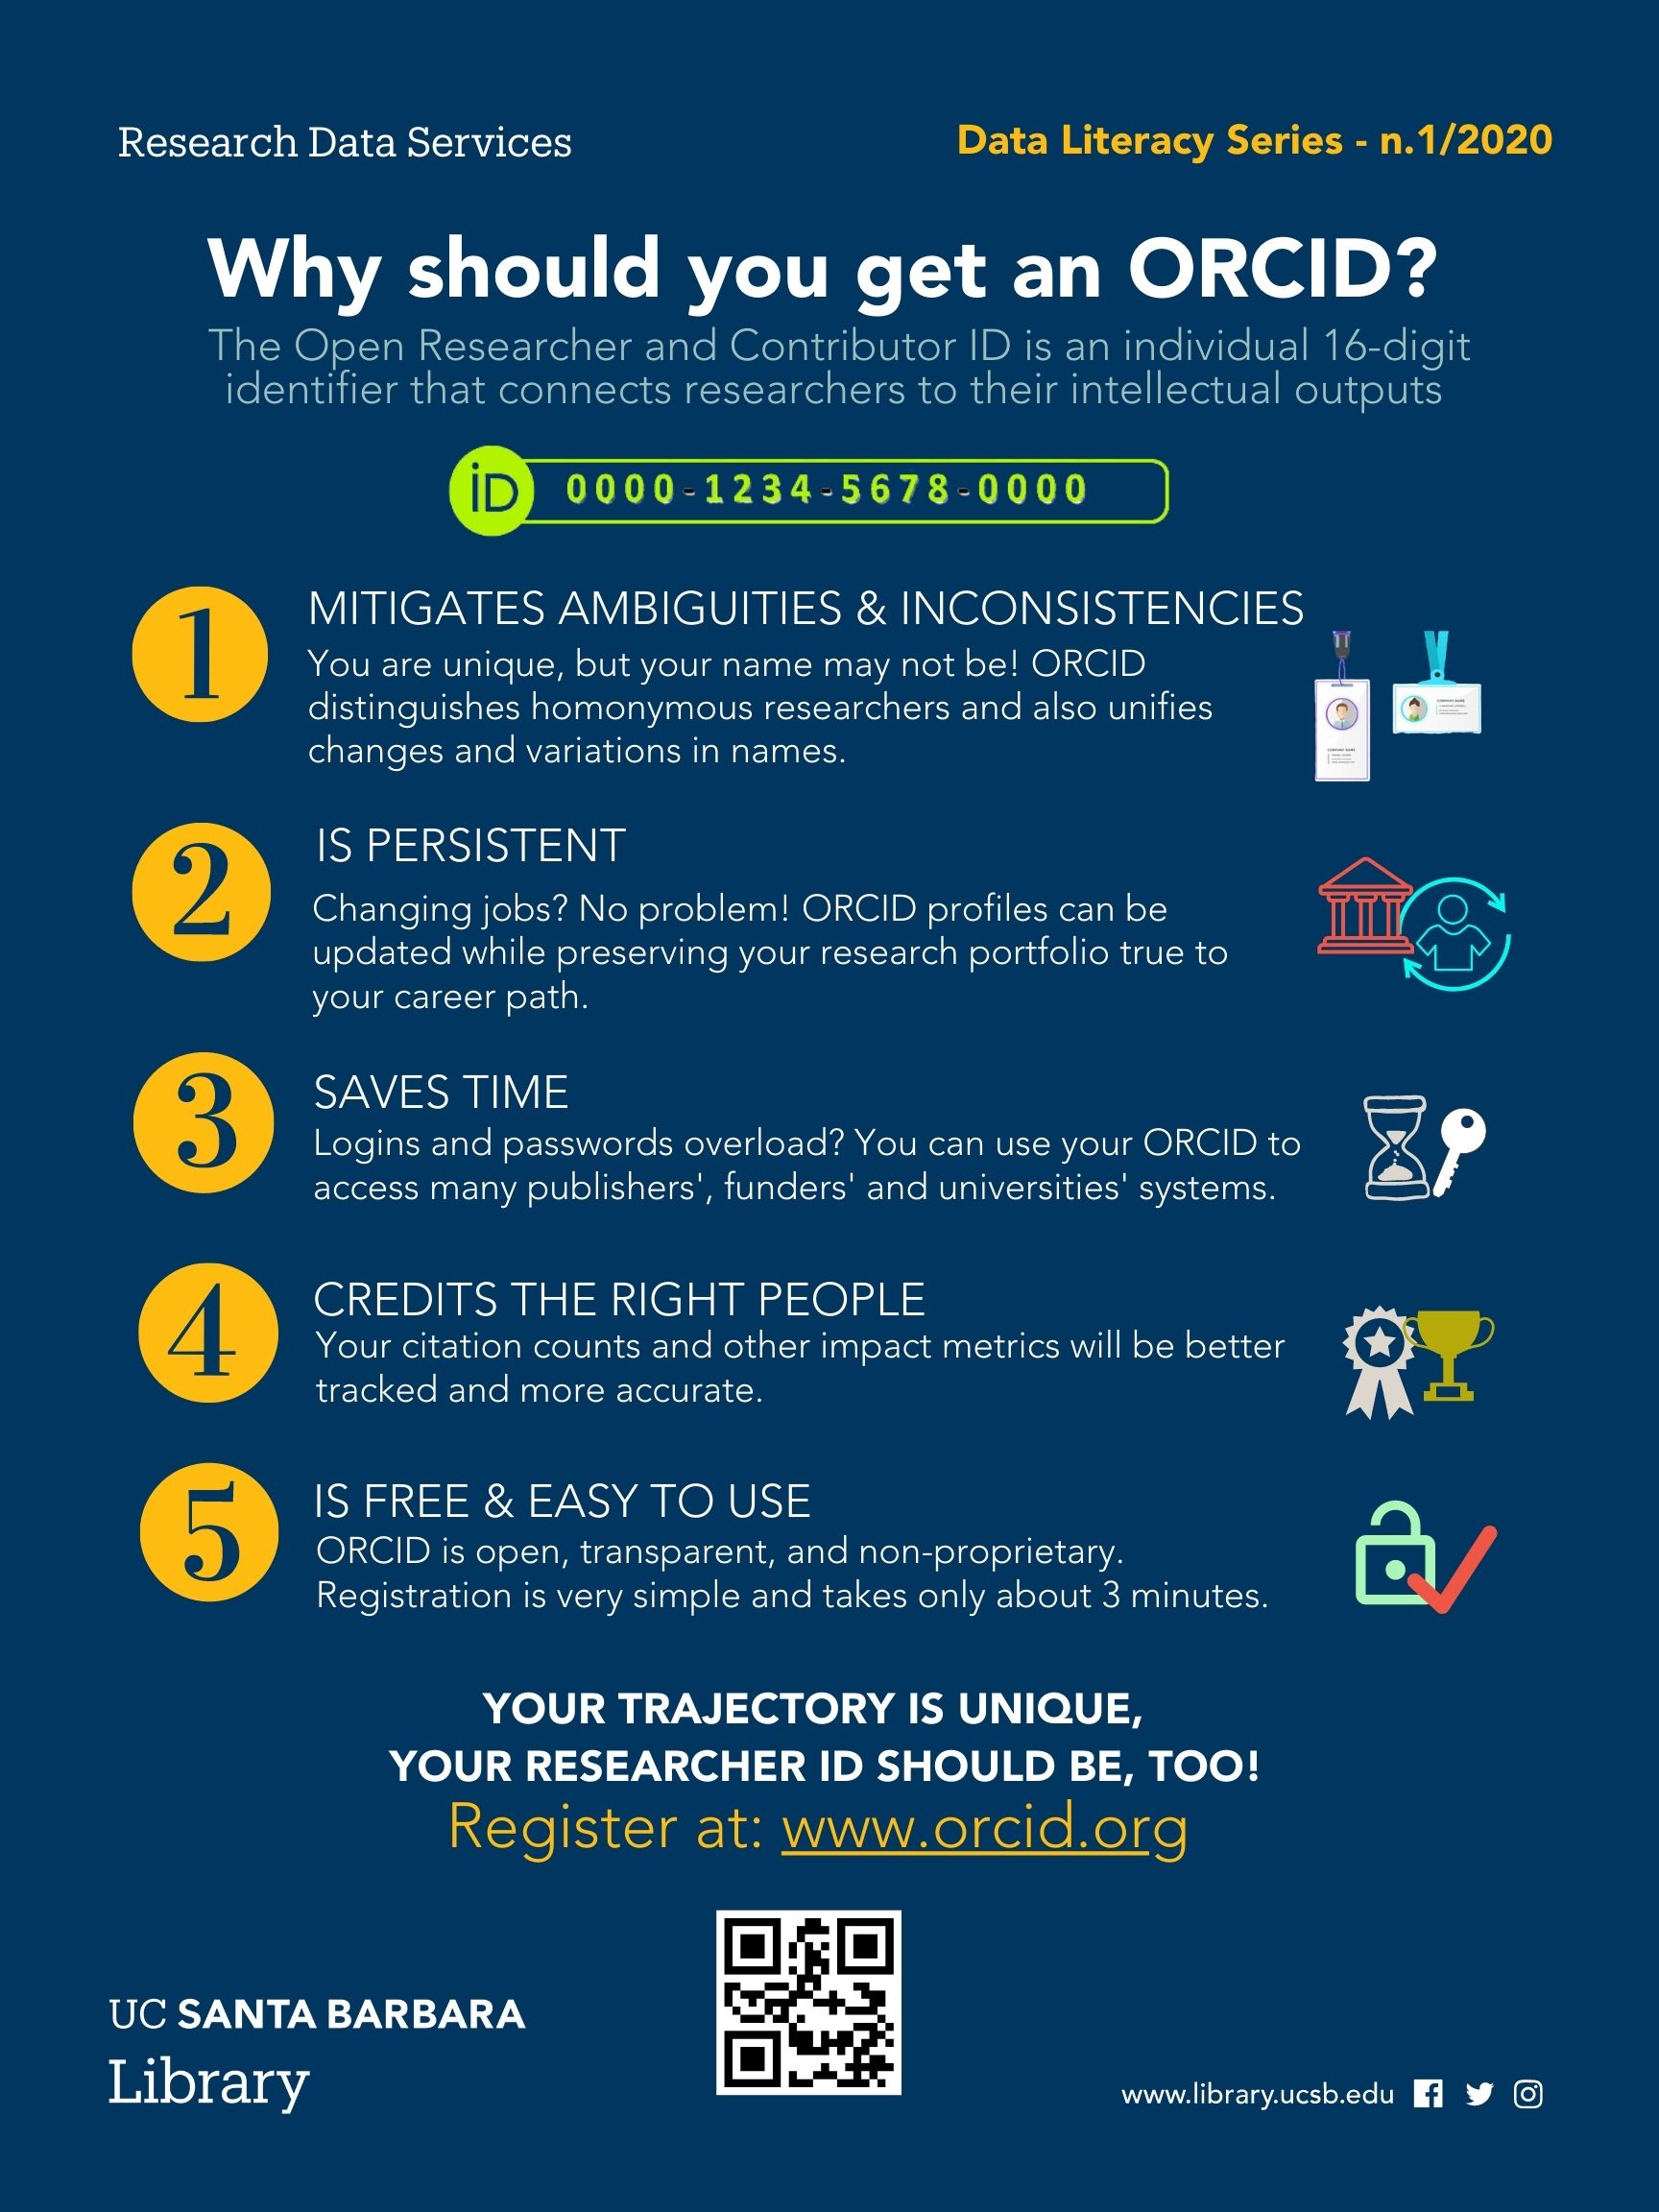 Research Data Services
Data Literacy Series - n.1/2020
Why should you get an ORCID?
The Open Researcher and Contributor ID is an individual 16-digit
identifier that connects researchers to their intellectual outputs
iD 0000-1234-5678-0000
1
MITIGATES AMBIGUITIES & INCONSISTENCIES
You are unique, but your name may not be! ORCID
distinguishes homonymous researchers and also unifies
changes and variations in names.
COMPANY NAME
COMPANY NAME
2
IS PERSISTENT
Changing jobs? No problem! ORCID profiles can be
updated while preserving your research portfolio true to
your career path.
3
SAVES TIME
Logins and passwords overload? You can use your ORCID to
access many publishers', funders' and universities' systems.
4
CREDITS THE RIGHT PEOPLE
Your citation counts and other impact metrics will be better
tracked and more accurate.
5
IS FREE & EASY TO USE
ORCID is open, transparent, and non-proprietary.
Registration is very simple and takes only about 3 minutes.
YOUR TRAJECTORY IS UNIQUE,
YOUR RESEARCHER ID SHOULD BE, TOO!
Register at: www.orcid.org
UC SANTA BARBARA
Library
www.library.ucsb.edu